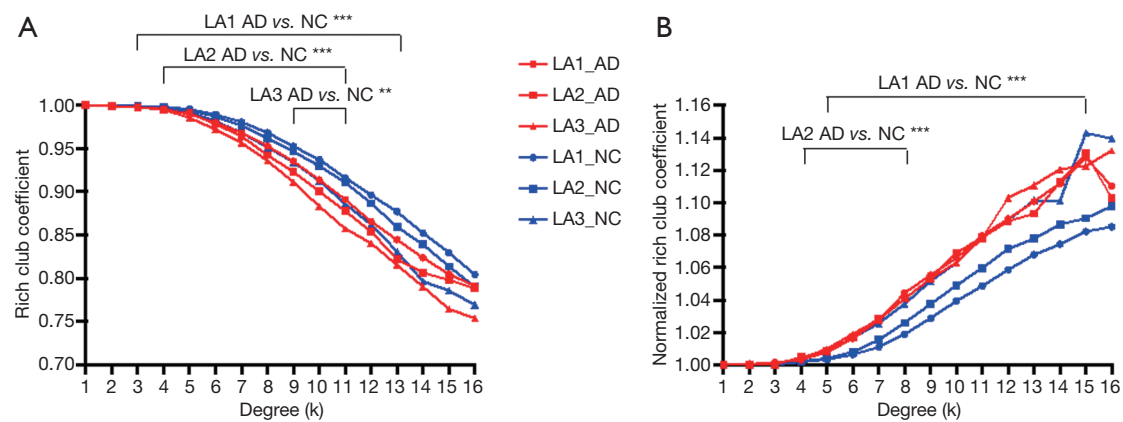 A
LA1 AD vs. NC ***
LA2 AD vs. NC ***
LA3 AD vs. NC **
Rich club coefficient
1.00
0.95
0.90
0.85
0.80
0.75
0.70
1 2 3 4 5 6 7 8 9 10 11 12 13 14 15 16
Degree (k)
LA1_AD
LA2_AD
LA3_AD
LA1_NC
LA2_NC
LA3_NC
B
LA1 AD vs. NC ***
LA2 AD vs. NC ***
Normalized rich club coefficient
1.16
1.14
1.12
1.10
1.08
1.06
1.04
1.02
1.00
1 2 3 4 5 6 7 8 9 10 11 12 13 14 15 16
Degree (k)